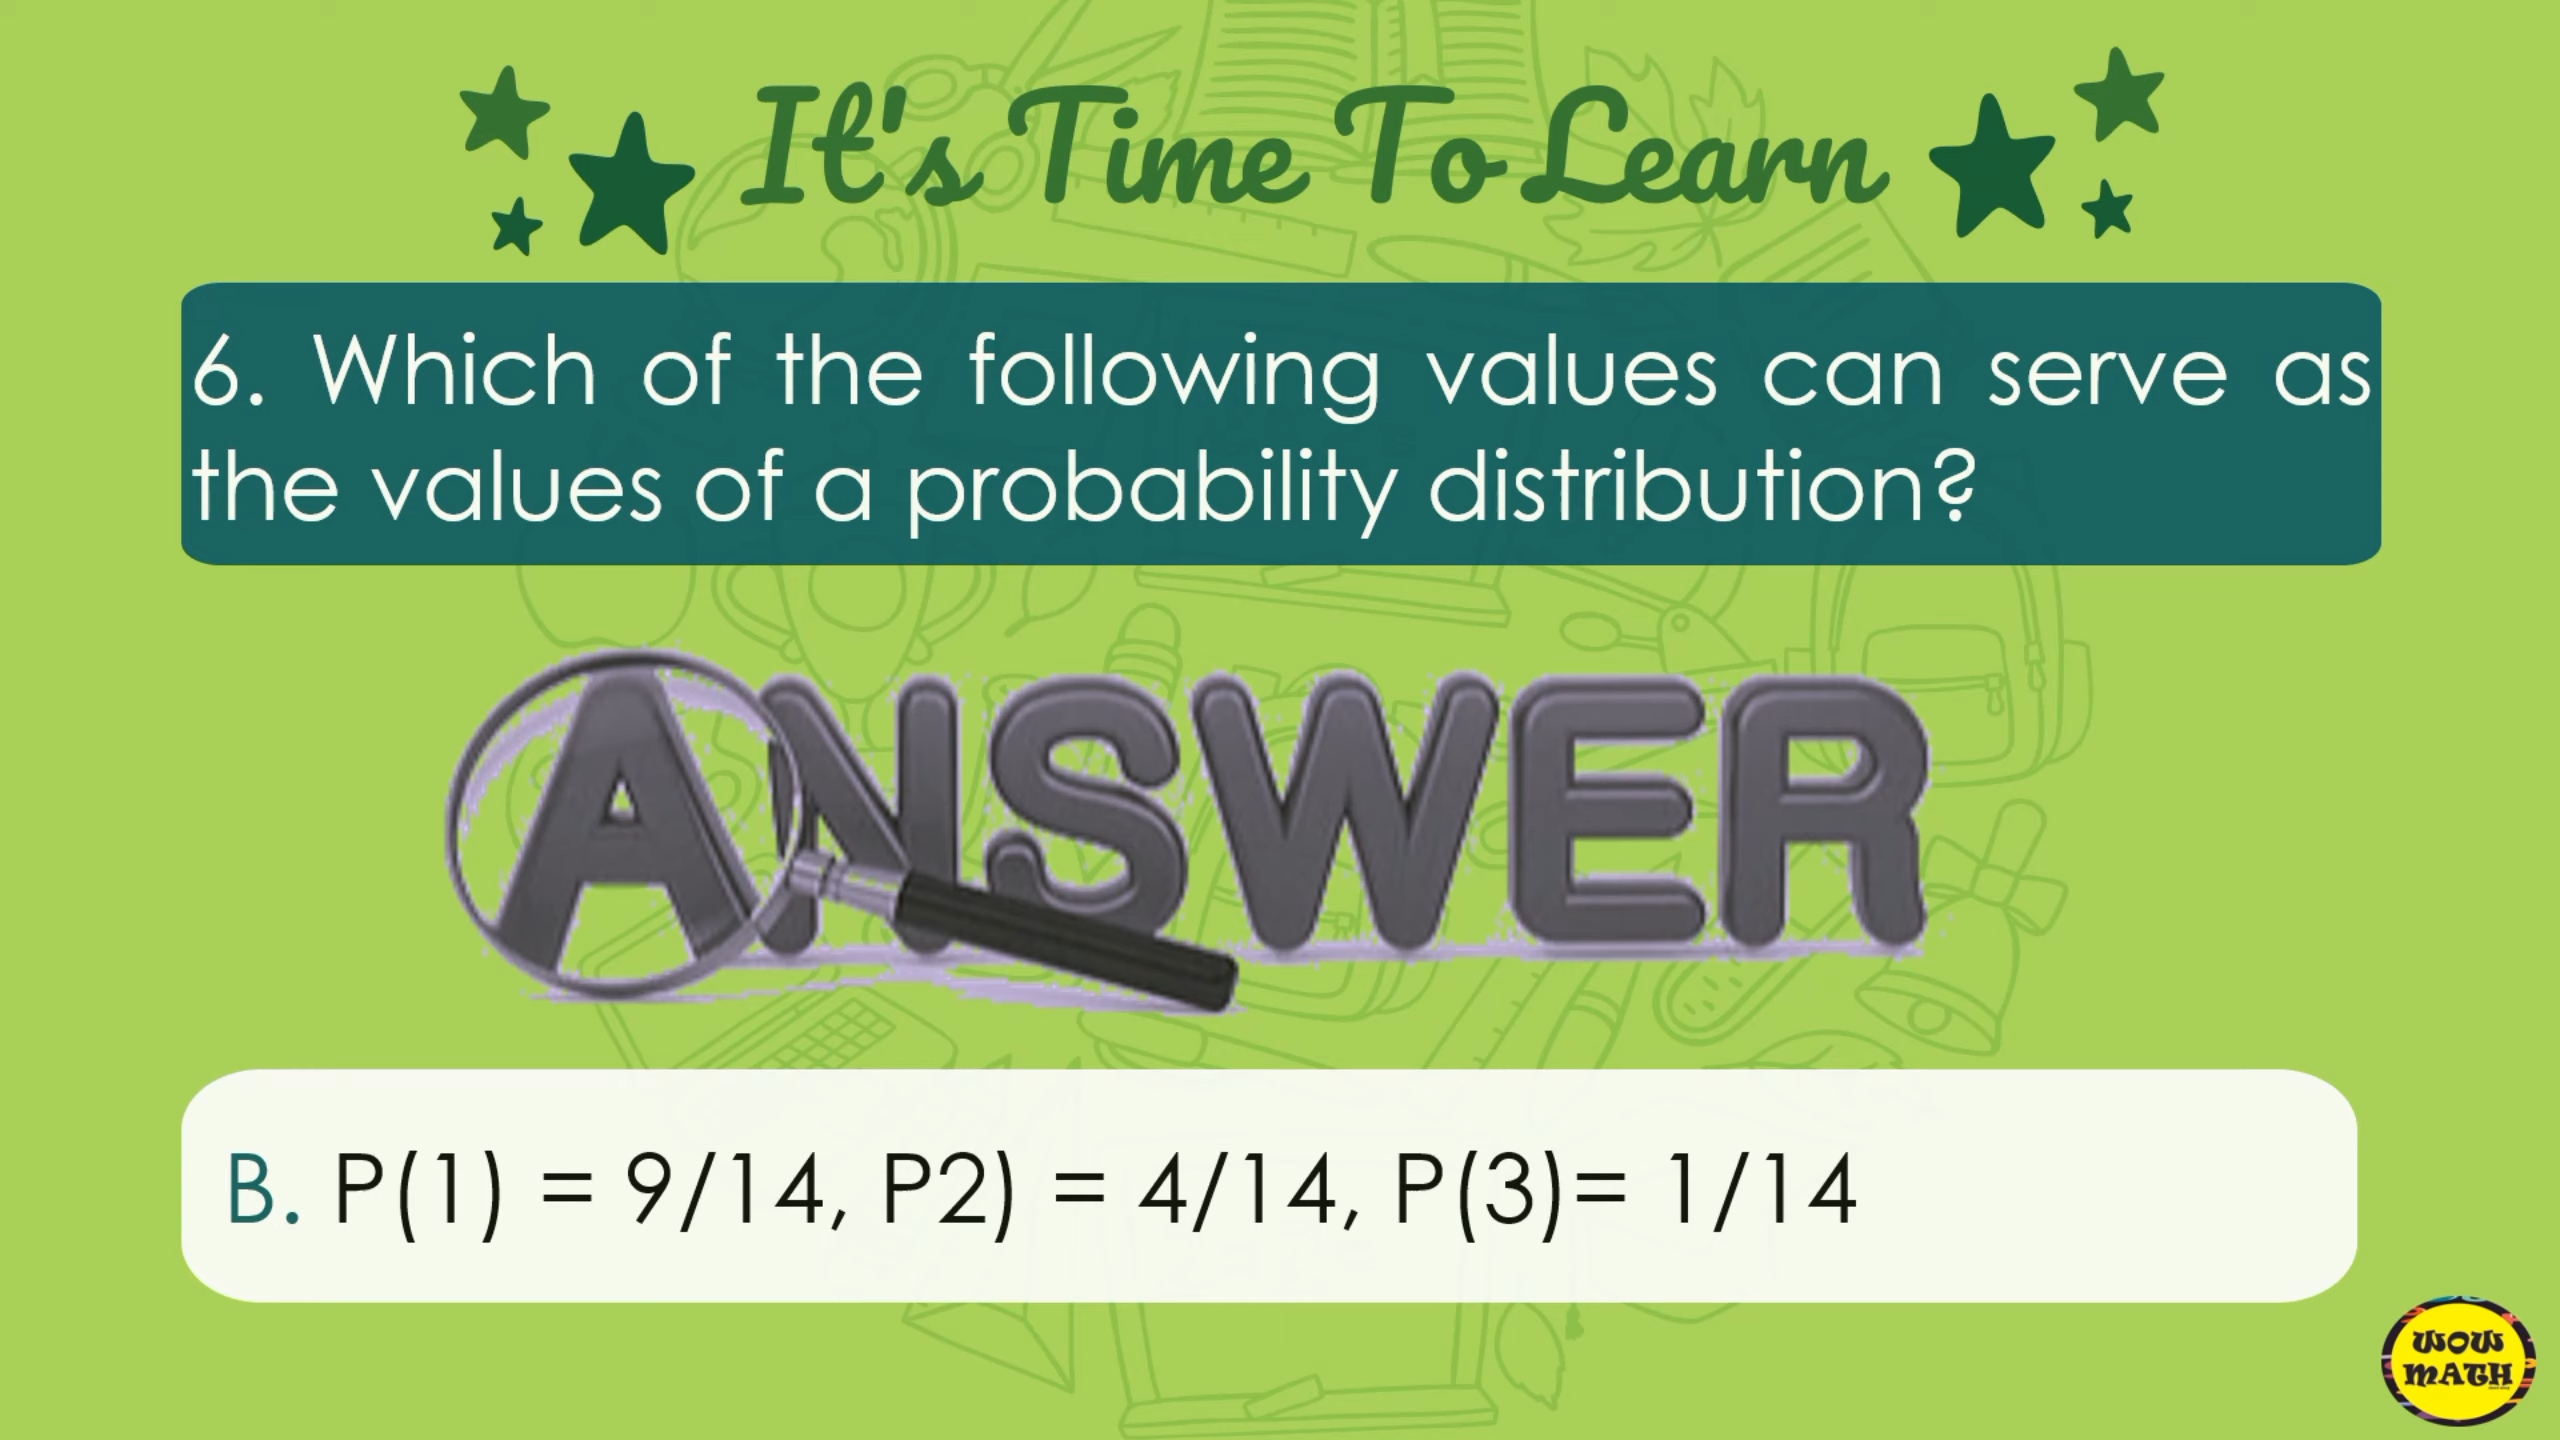 It's Time To Learn
6. Which of the following values can serve as
the values of a probability distribution?
ANSWER
B. P(1) = 9/14, P2) = 4/14, P(3)= 1/14
WOW
MATH